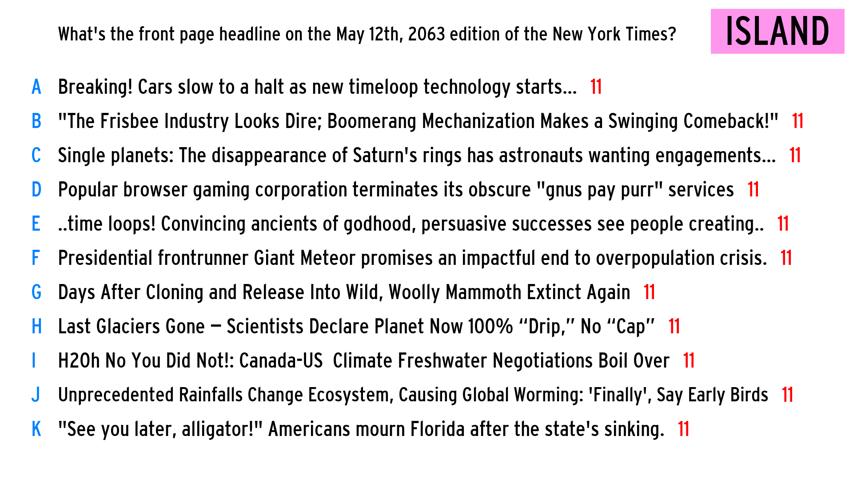 What's the front page headline on the May 12th, 2063 edition of the New York Times?
ISLAND
A Breaking! Cars slow to a halt as new timeloop technology starts... 11
B "The Frisbee Industry Looks Dire; Boomerang Mechanization Makes a Swinging Comeback!" 11
C Single planets: The disappearance of Saturn's rings has astronauts wanting engagements... 11
D Popular browser gaming corporation terminates its obscure "gnus pay purr" services 11
E ..time loops! Convincing ancients of godhood, persuasive successes see people creating.. 11
F Presidential frontrunner Giant Meteor promises an impactful end to overpopulation crisis. 11
G Days After Cloning and Release Into Wild, Woolly Mammoth Extinct Again 11
H Last Glaciers Gone – Scientists Declare Planet Now 100% “Drip,” No “Cap” 11
I H20h No You Did Not!: Canada-US  Climate Freshwater Negotiations Boil Over 11
J Unprecedented Rainfalls Change Ecosystem, Causing Global Worming: 'Finally', Say Early Birds 11
K "See you later, alligator!" Americans mourn Florida after the state's sinking. 11